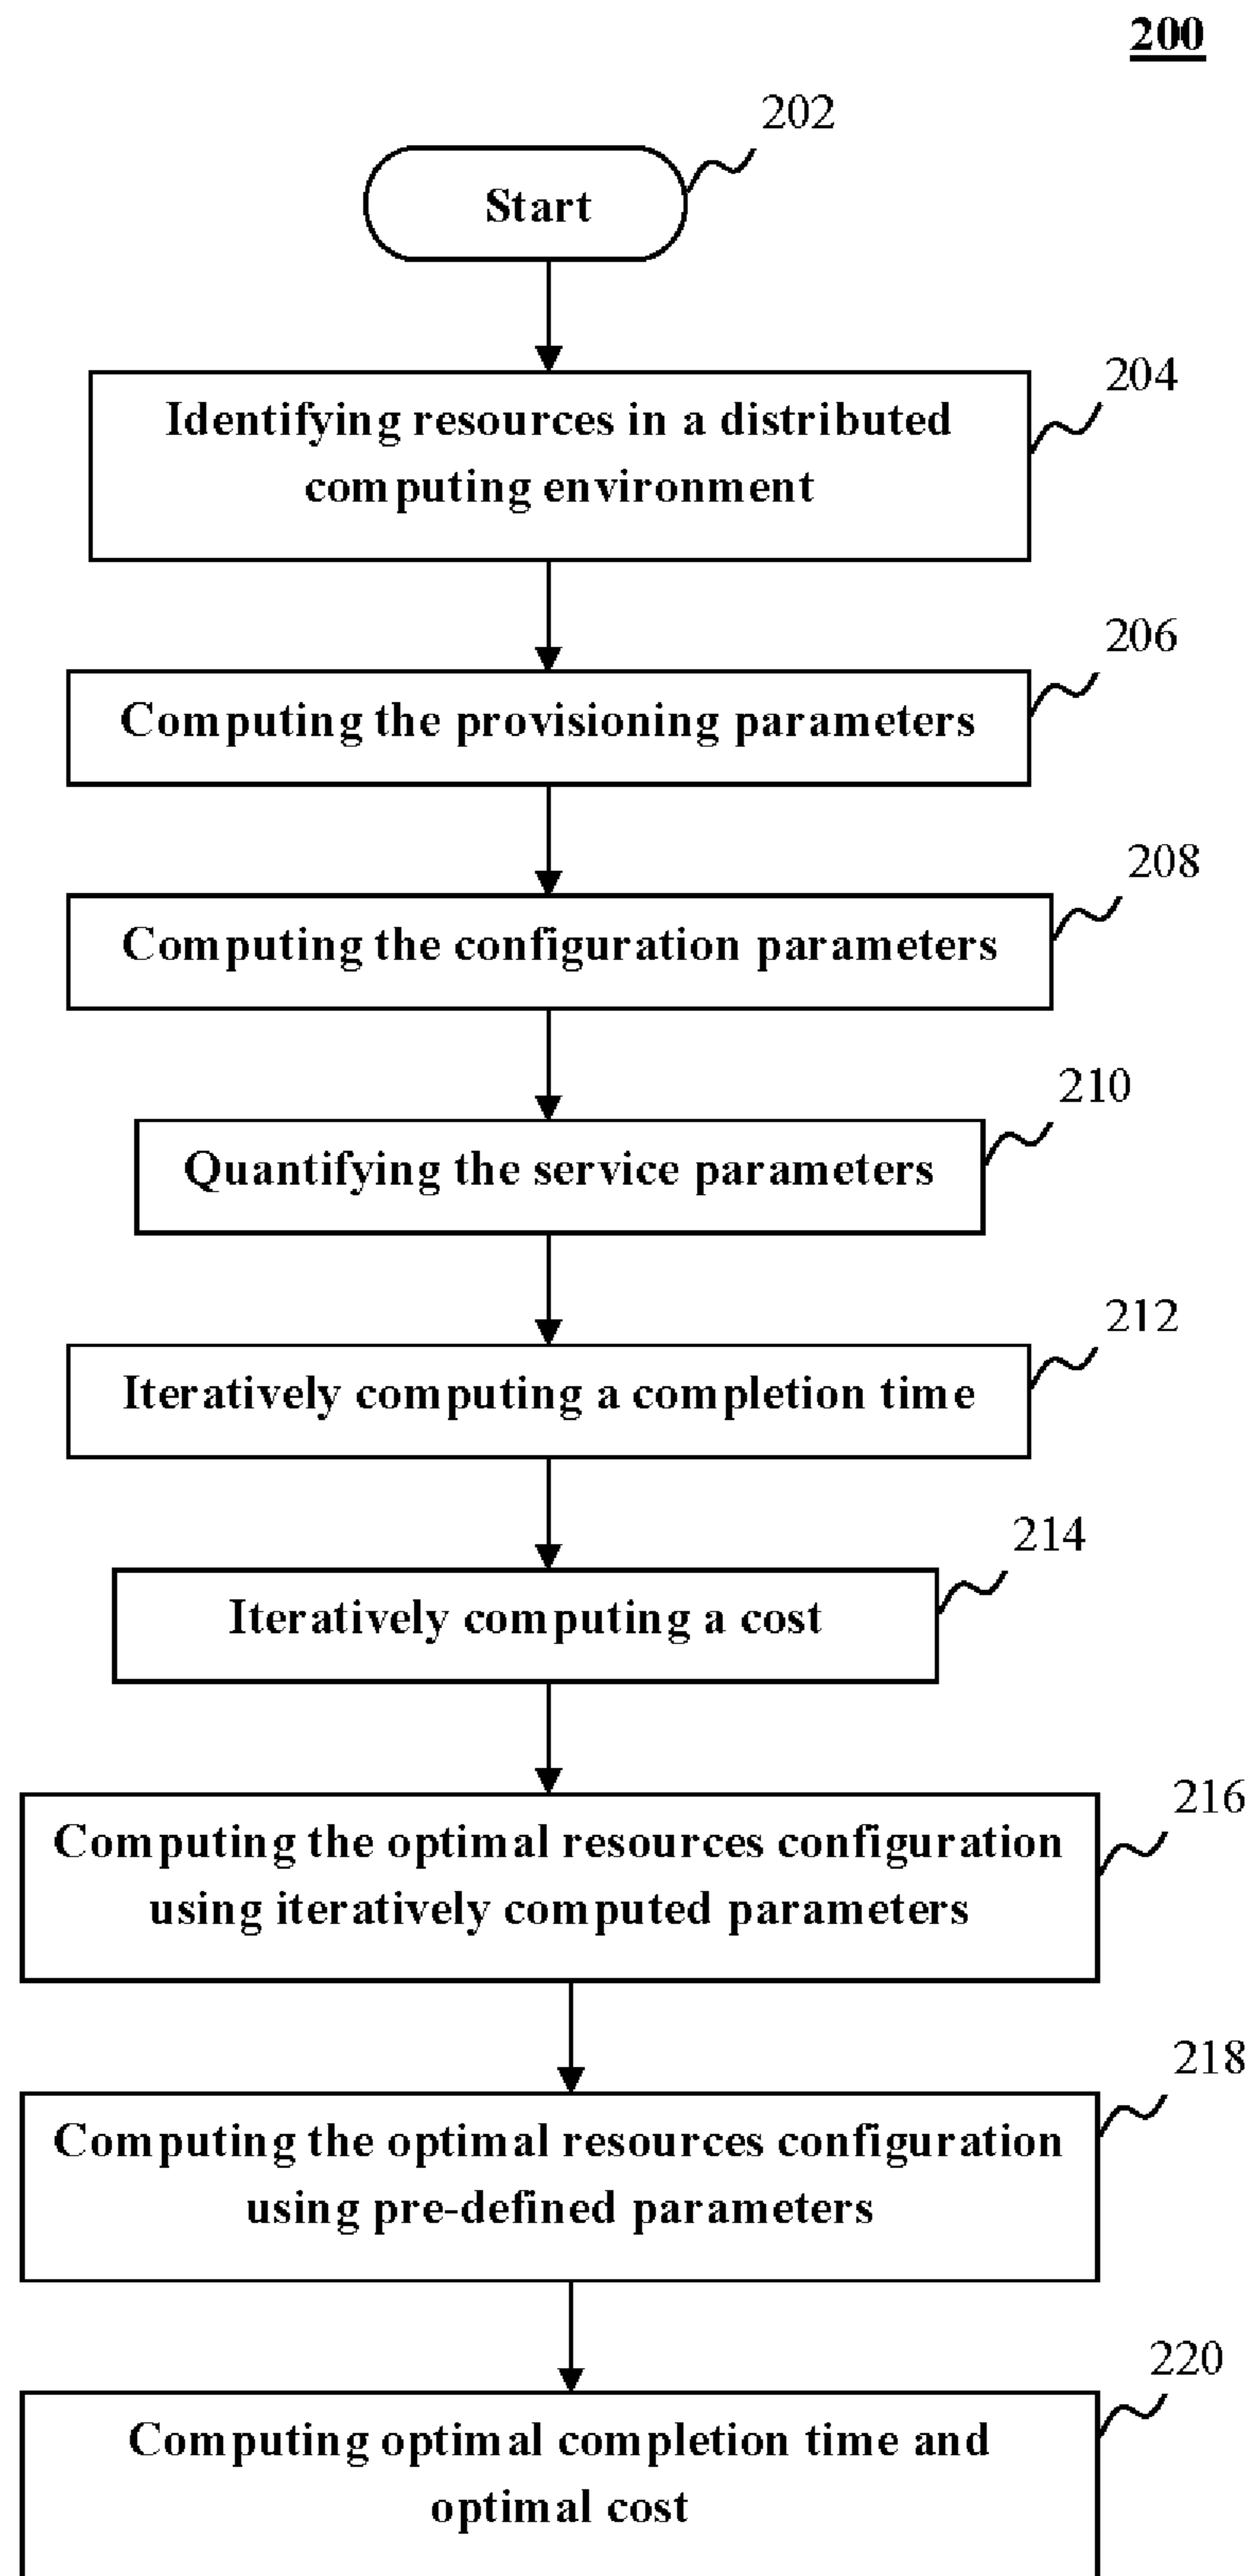 200
202
Start
204
Identifying resources in a distributed
computing environment
206
Computing the provisioning parameters
208
Computing the configuration parameters
210
Quantifying the service parameters
212
Iteratively computing a completion time
214
Iteratively computing a cost
216
Computing the optimal resources configuration
using iteratively computed parameters
218
Computing the optimal resources configuration
using pre-defined parameters
220
Computing optimal completion time and
optimal cost